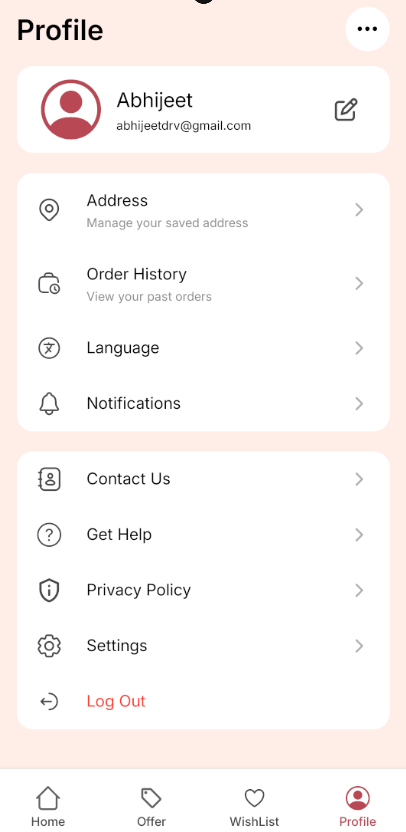 Profile
Abhijeet
abhijeetdrv@gmail.com
Address
Manage your saved address
Order History
View your past orders
Language
Notifications
Contact Us
Get Help
Privacy Policy
Settings
Log Out
Home
Offer
WishList
Profile